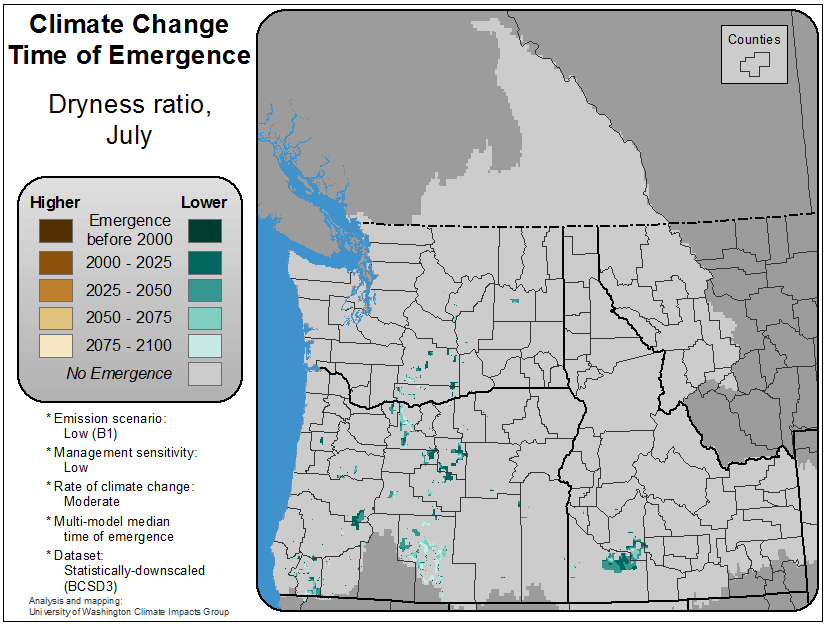 Climate Change
Time of Emergence
Dryness ratio,
July
Higher Lower
Emergence
before 2000
2000 - 2025
2025 - 2050
2050 - 2075
2075 - 2100
No Emergence
* Emission scenario:
Low (B1)
* Management sensitivity:
Low
* Rate of climate change:
Moderate
* Multi-model median
time of emergence
* Dataset:
Statistically-downscaled
(BCSD3)
Analysis and mapping:
University of Washington Climate Impacts Group
Counties